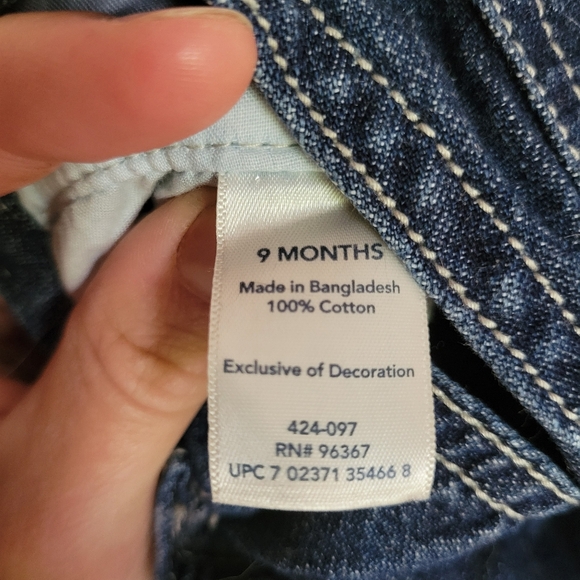 9 MONTHS
Made in Bangladesh
100% Cotton
Exclusive of Decoration
424-097
RN# 96367
UPC 7 02371 35466 8